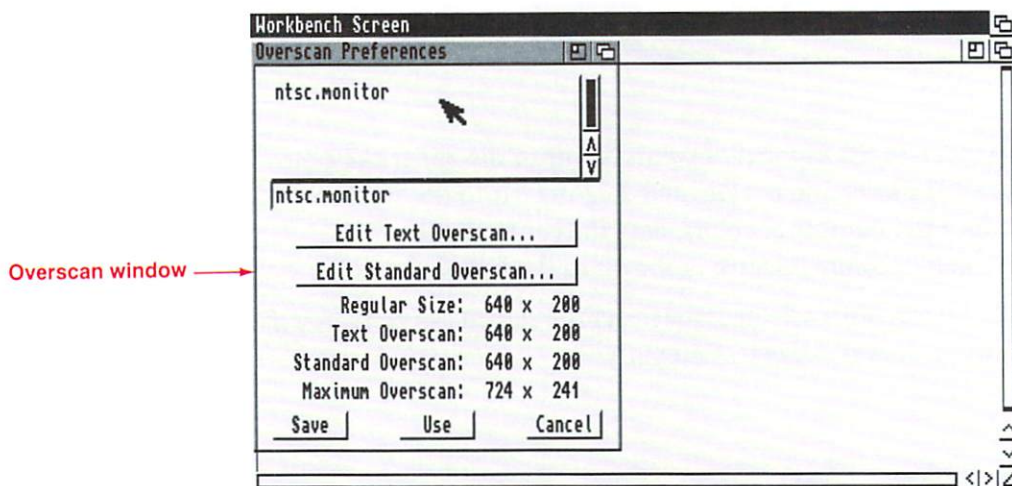 Workbench Screen
Overscan Preferences
ntsc.monitor
ntsc.monitor
Edit Text Overscan...
Overscan window
Edit Standard Overscan...
Regular Size: 640 x 200
Text Overscan: 640 x 200
Standard Overscan: 640 x 200
Maximum Overscan: 724 x 241
Save Use Cancel